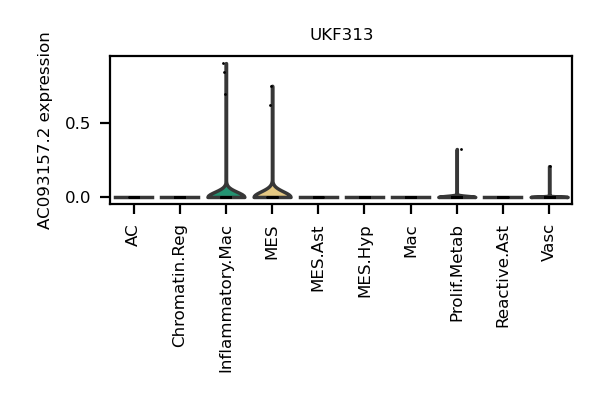 UKF313
AC093157.2 expression
0.5
0.0
AC
Chromatin.Reg
Inflammatory.Mac
MES
MES.Ast
MES.Hyp
Mac
Prolif.Metab
Reactive.Ast
Vasc